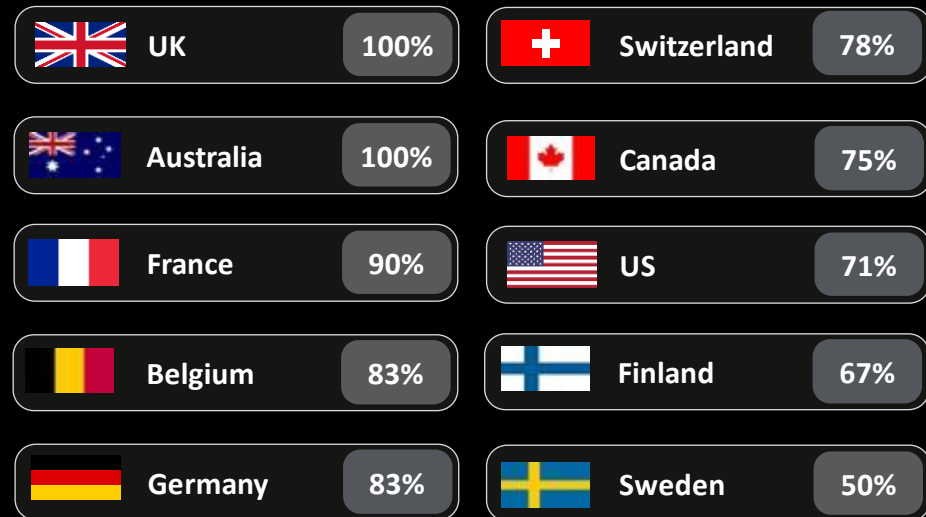 UK 100%
Australia 100%
France 90%
Belgium 83%
Germany 83%
Switzerland 78%
Canada 75%
US 71%
Finland 67%
Sweden 50%